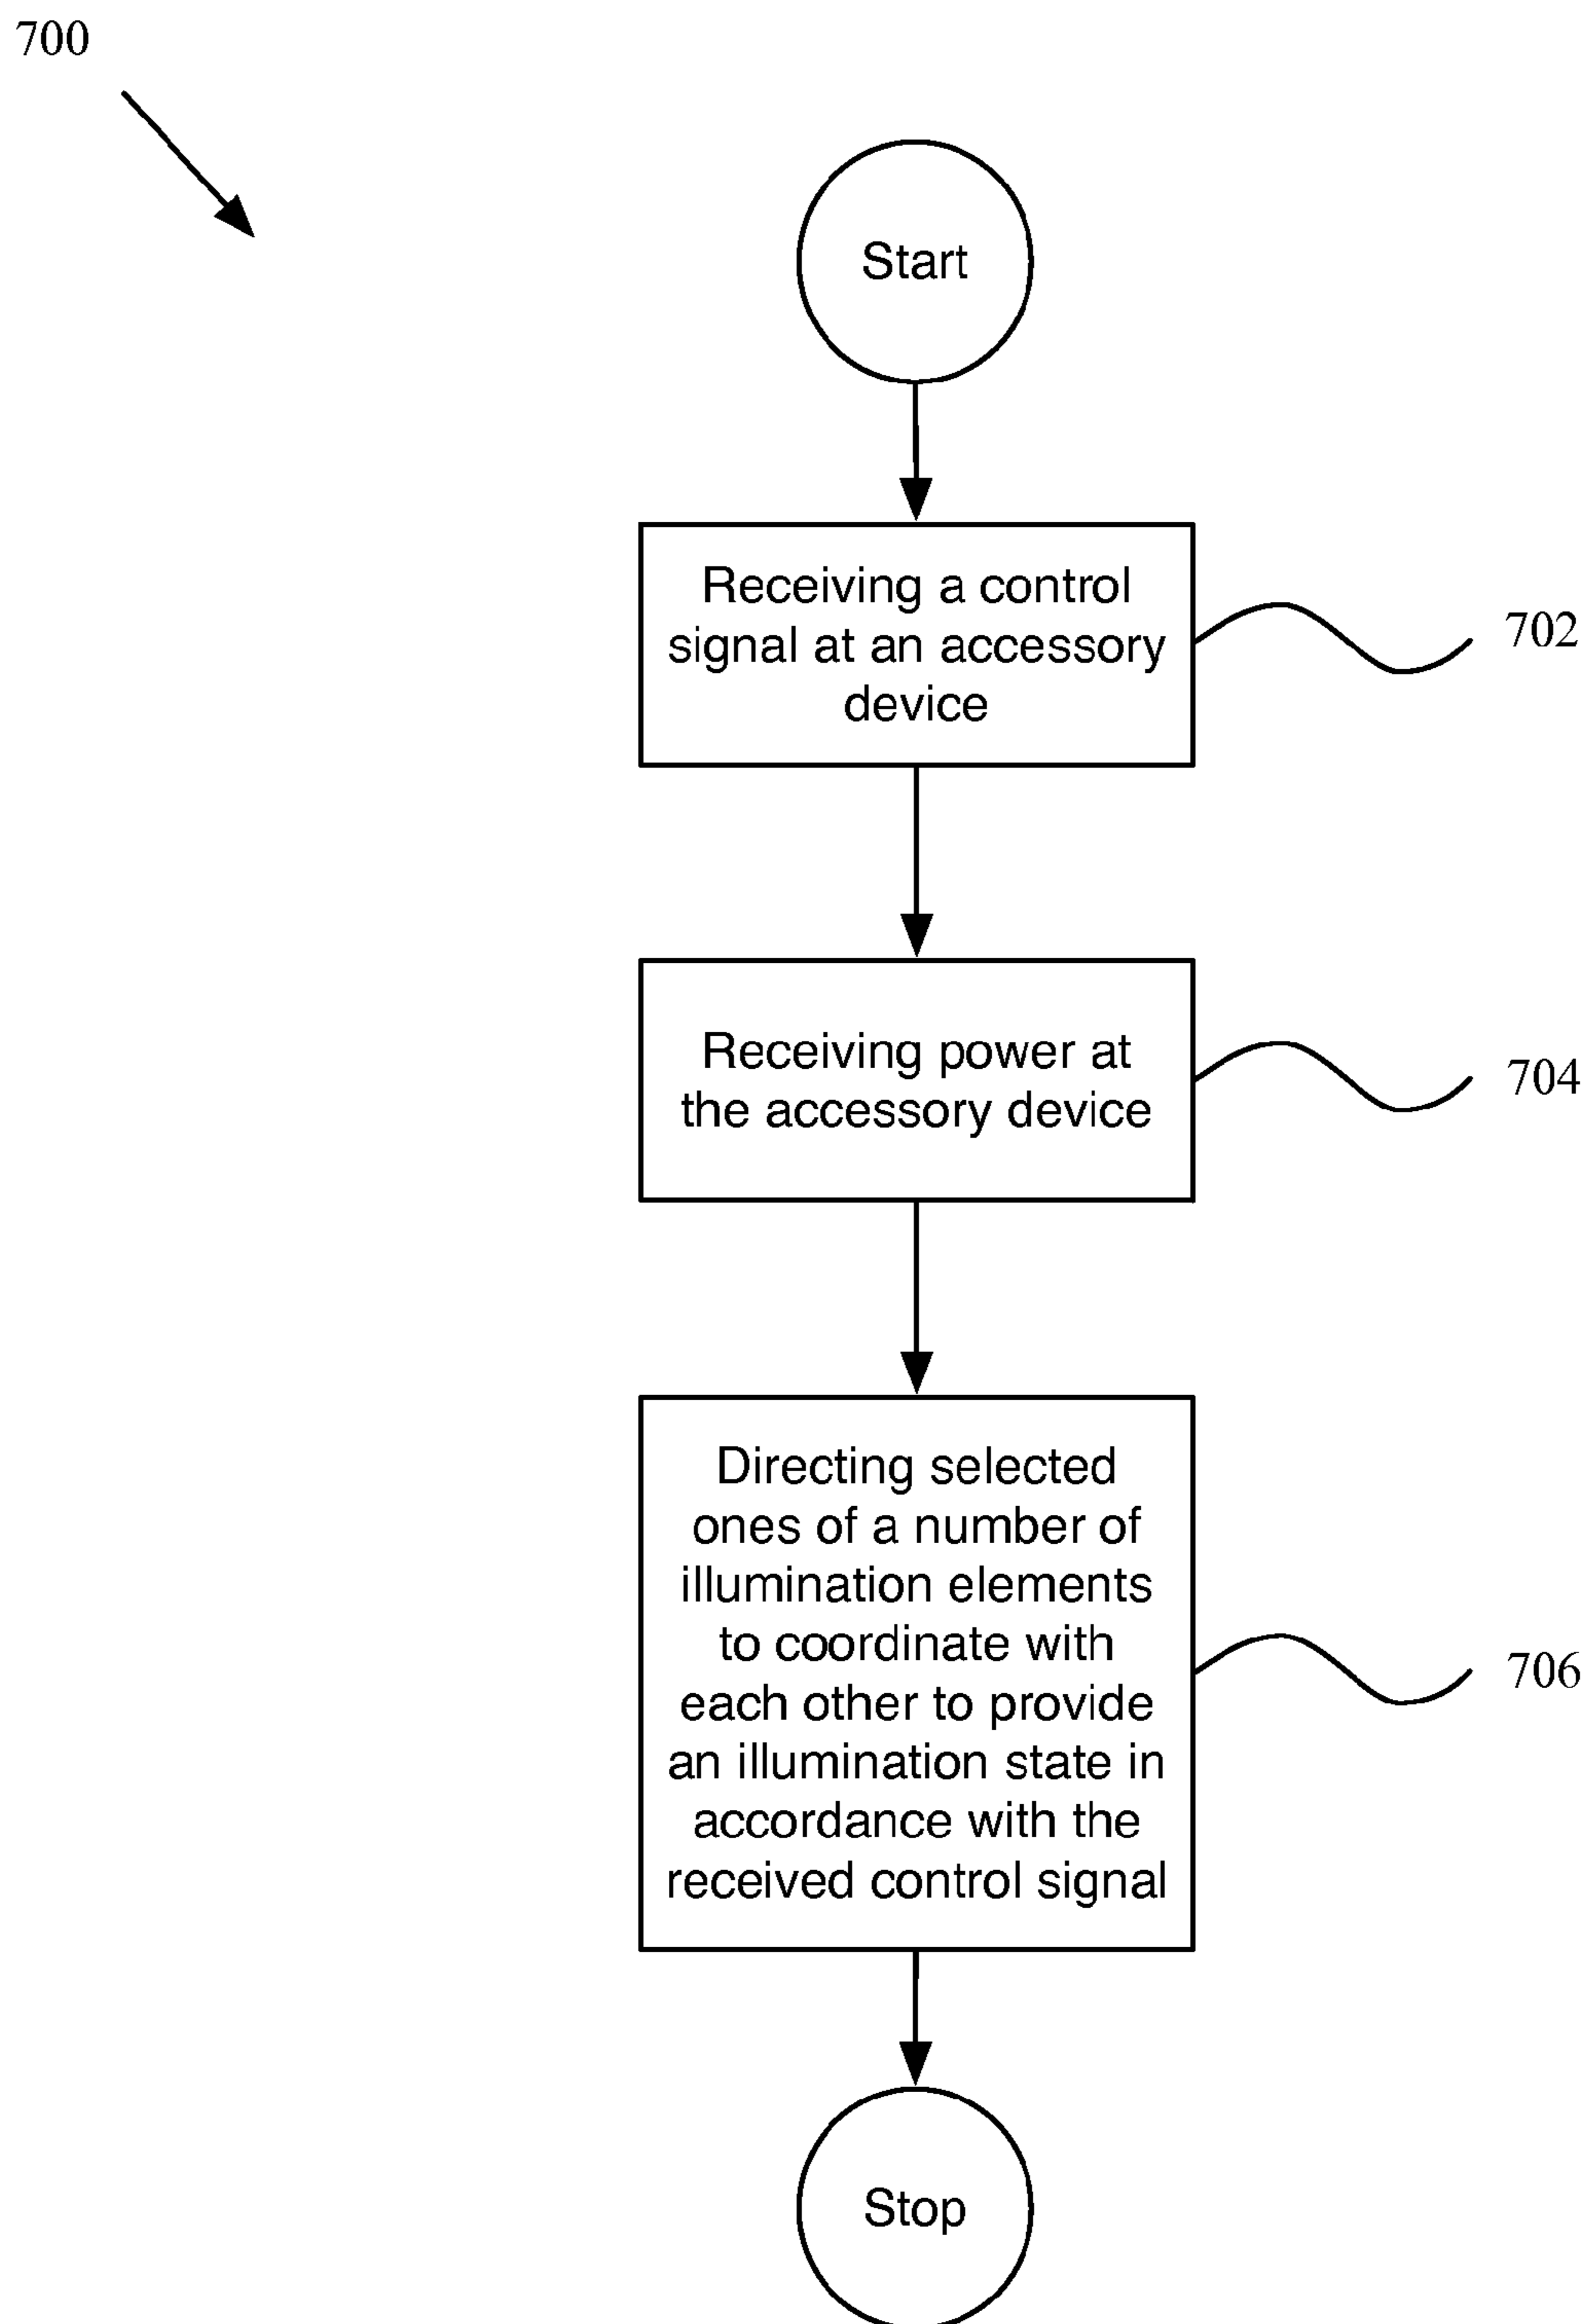 700
Start
Receiving a control
signal at an accessory
device
702
Receiving power at
the accessory device
704
Directing selected
ones of a number of
illumination elements
to coordinate with
each other to provide
an illumination state in
accordance with the
received control signal
706
Stop